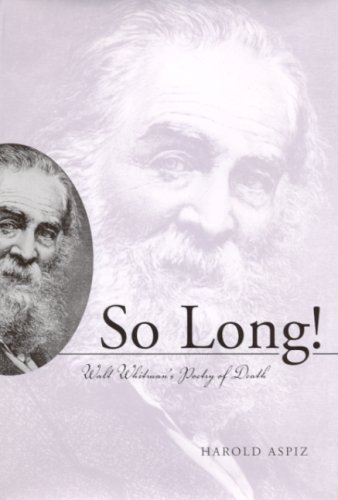 So Long!
Walt Whitman's Poetry of Death
HAROLD ASPIZ